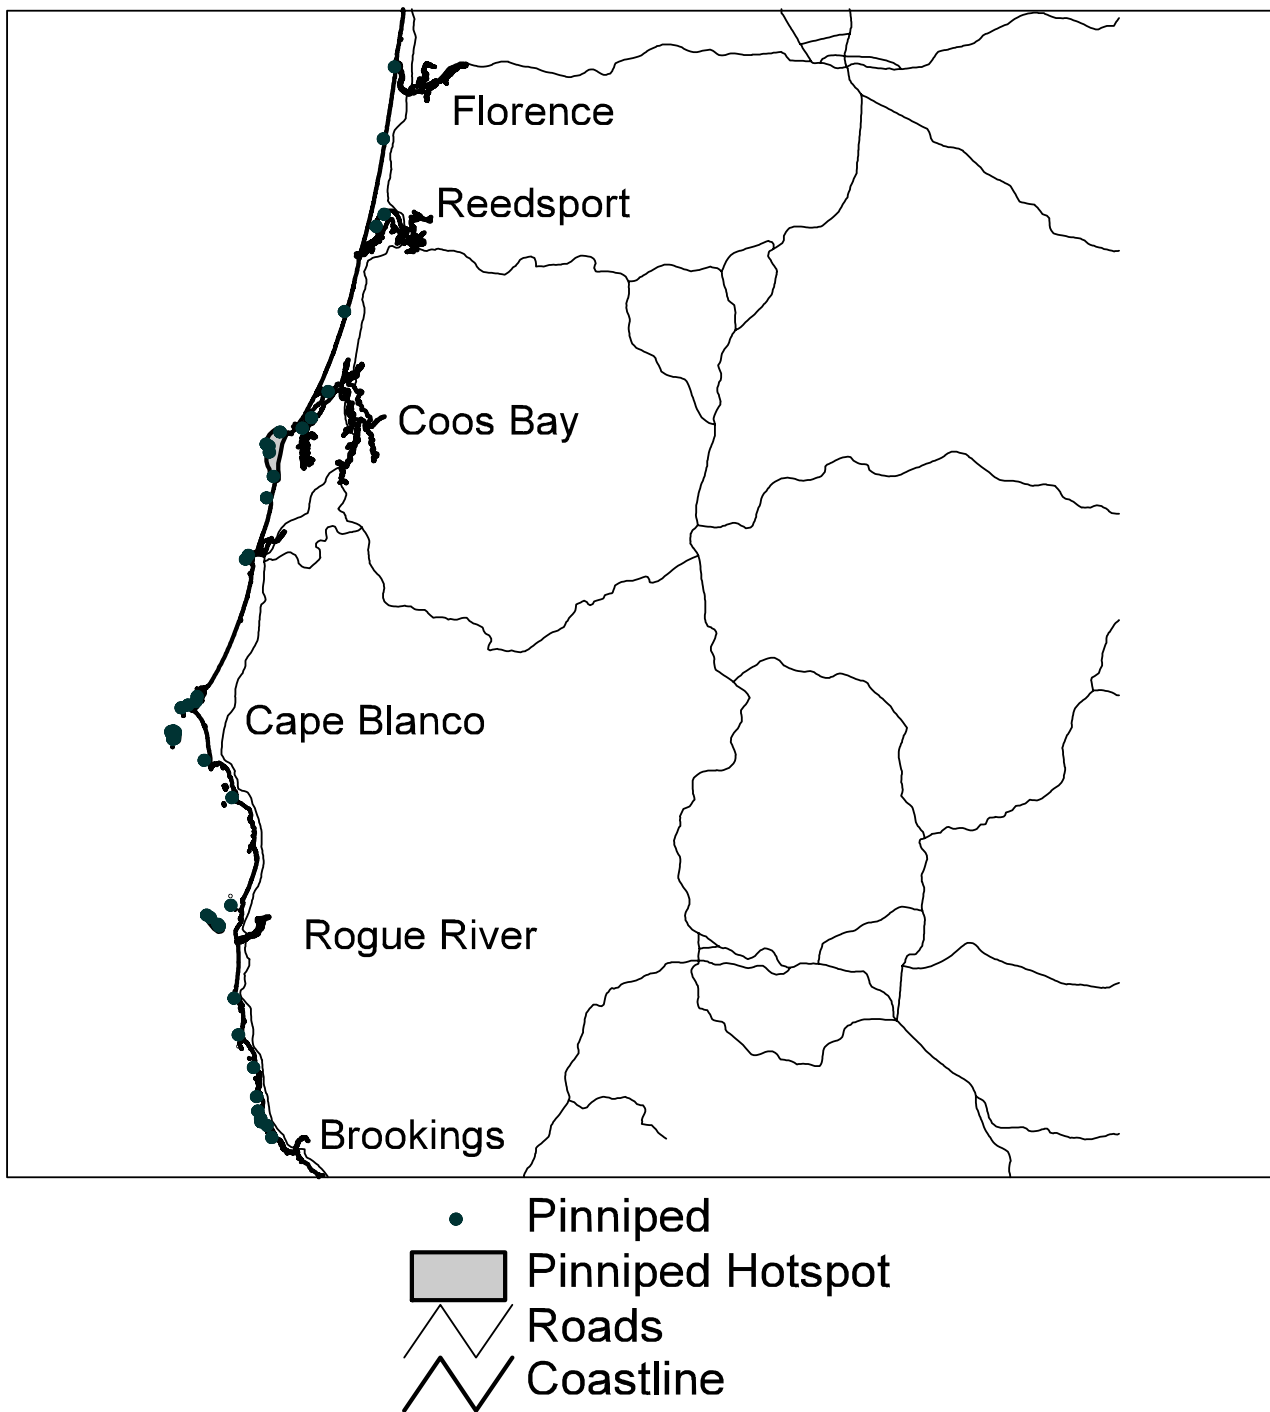 Florence
Reedsport
Coos Bay
Cape Blanco
Rogue River
Brookings
Pinniped
Pinniped Hotspot
Roads
Coastline